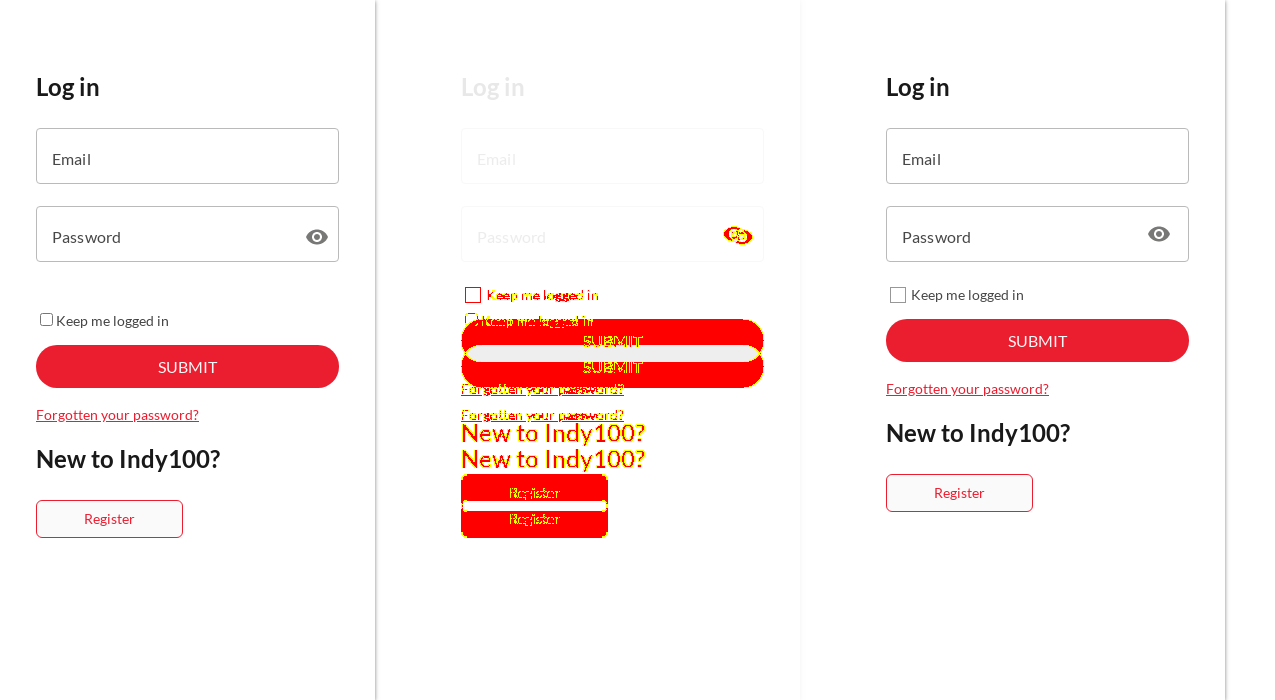 Log in
Email
Password
Keep me logged in
SUBMIT
Forgotten your password?
New to Indy100?
Register
Log in
Email
Password
Keep me logged in
Keep me logged in
SUBMIT
SUBMIT
Forgotten your password?
Forgotten your password?
New to Indy100?
New to Indy100?
Register
Register
Log in
Email
Password
Keep me logged in
SUBMIT
Forgotten your password?
New to Indy100?
Register